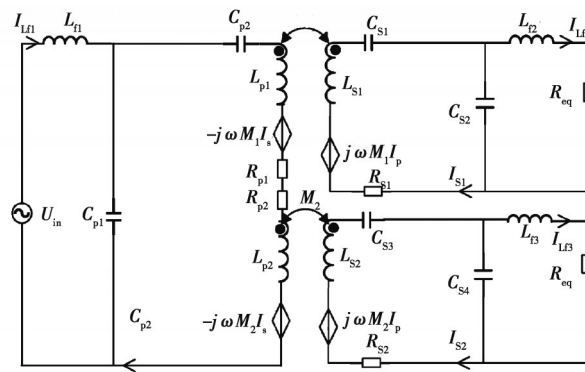 I_Lf1
L_f1
C_p2
C_S1
L_f2
I_Lf
L_p1
L_S1
C_S2
R_eq
-jωM_1I_s
jωM_1I_p
R_p1
R_S1
I_S1
R_p2
M_2
U_in
C_p1
C_S3
L_f3
I_Lf3
L_p2
L_S2
C_S4
R_eq
C_p2
-jωM_2I_s
jωM_2I_p
R_S2
I_S2